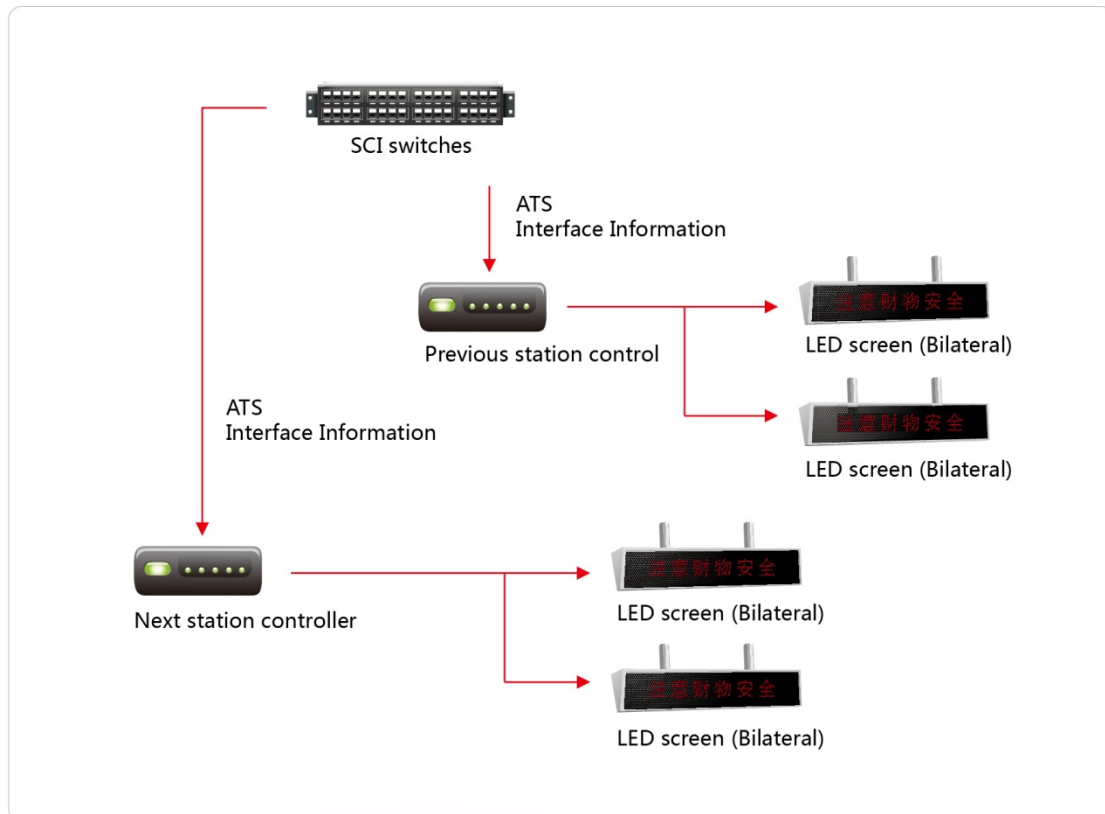 SCI switches
ATS
Interface Information
注意财物安全
Previous station control
LED screen (Bilateral)
注意财物安全
ATS
Interface Information
LED screen (Bilateral)
注意财物安全
Next station controller
LED screen (Bilateral)
注意财物安全
LED screen (Bilateral)